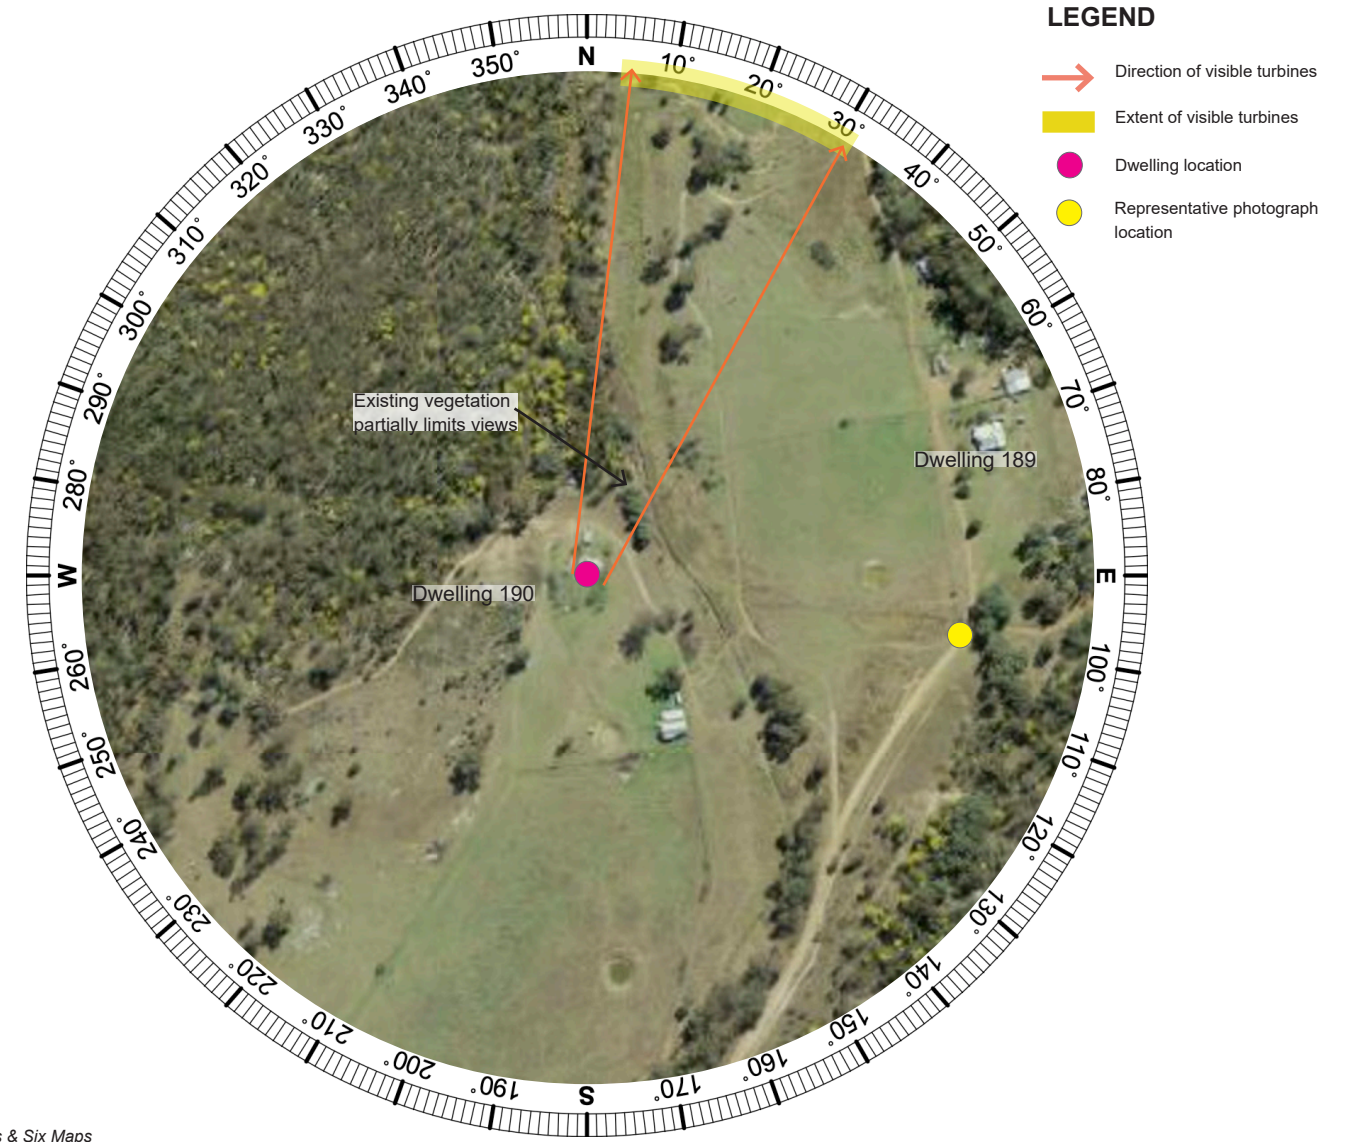 LEGEND
Direction of visible turbines
Extent of visible turbines
Dwelling location
Representative photograph
location
N
10°
20°
30°
40°
50°
60°
70°
80°
E
100°
110°
120°
130°
140°
150°
160°
170°
S
190°
200°
210°
220°
230°
240°
250°
260°
W
280°
290°
300°
310°
320°
330°
340°
350°
Existing vegetation
partially limits views
Dwelling 189
Dwelling 190
& Six Maps